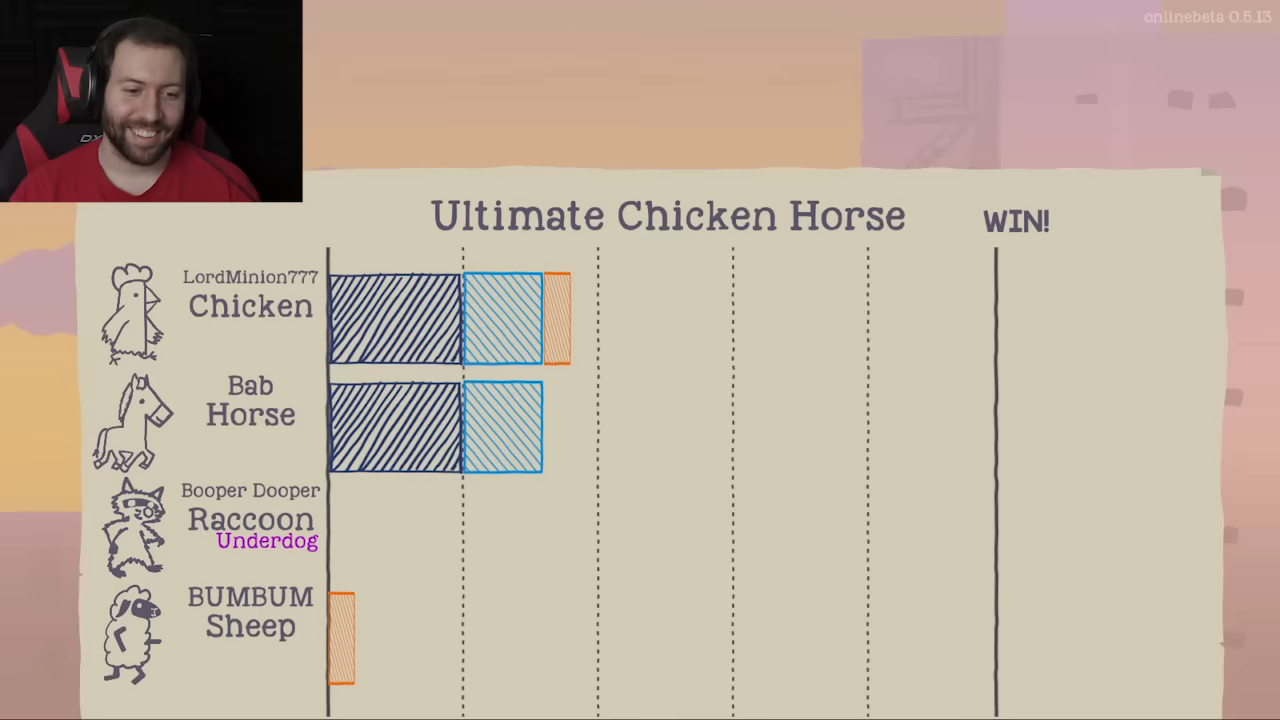 onlinebeta 0.5.13
Ultimate Chicken Horse
WIN!
LordMinion777
Chicken
Bab
Horse
Booper Dooper
Raccoon
Underdog
BUMBUM
Sheep